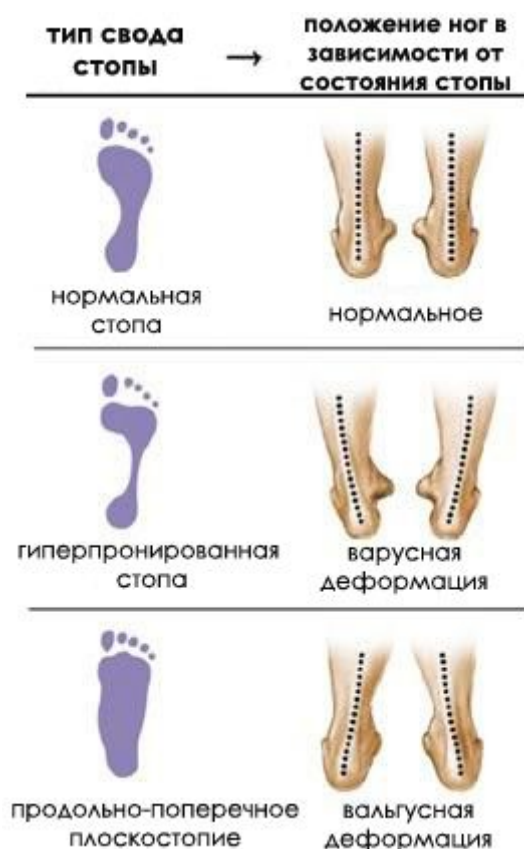 тип свода
стопы
→
положение ног в
зависимости от
состояния стопы
нормальная
стопа
нормальное
гиперпронированная
стопа
варусная
деформация
продольно-поперечное
плоскостопие
вальгусная
деформация